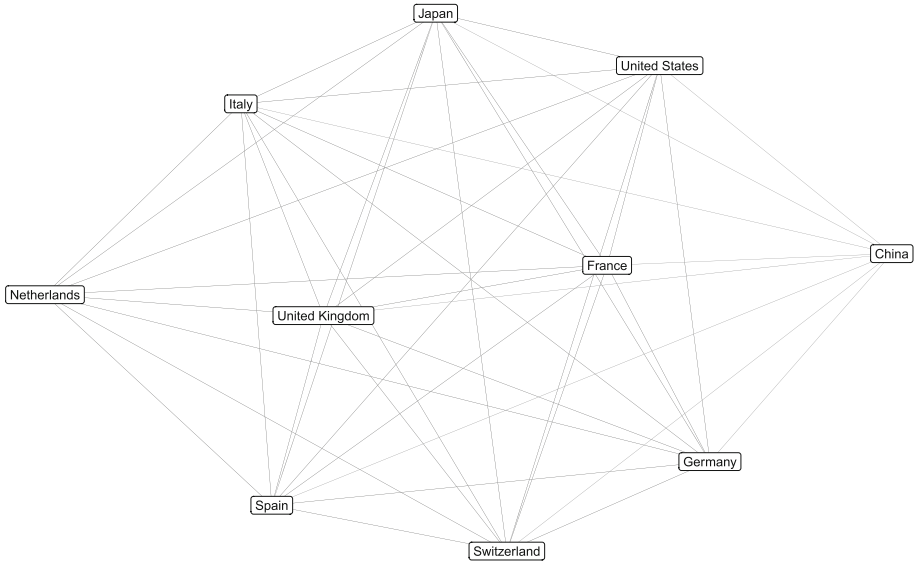 Japan
United States
Italy
China
France
Netherlands
United Kingdom
Germany
Spain
Switzerland